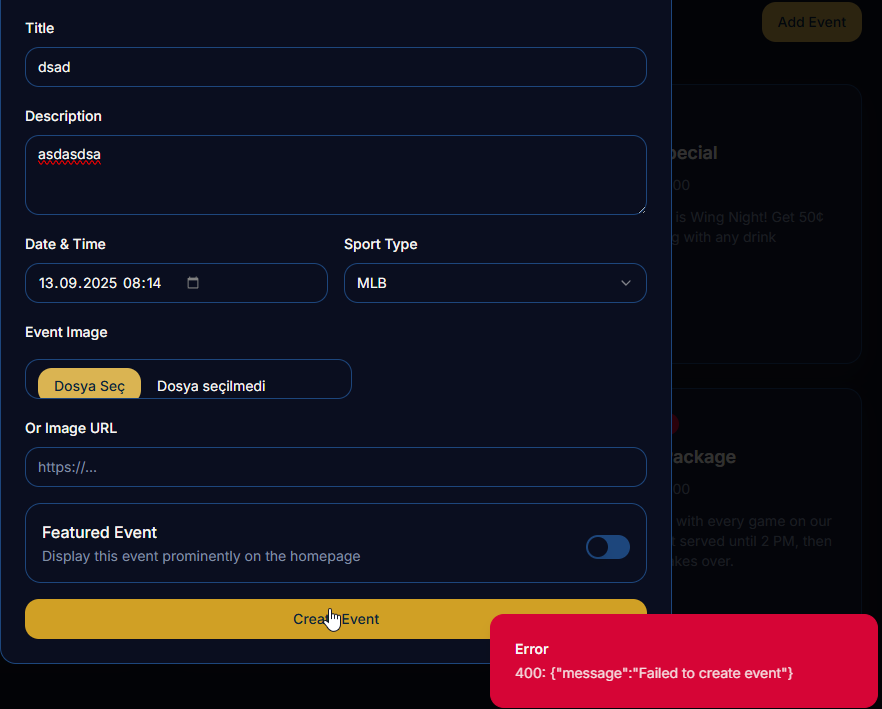 Add Event
Title
dsad
Description
asdasdsa
Date & Time
Sport Type
13.09.2025 08:14
MLB
Event Image
Dosya Seç
Dosya seçilmedi
Or Image URL
https://...
Featured Event
Display this event prominently on the homepage
Create Event
Error
400: {"message":"Failed to create event"}
pecial
00
is Wing Night! Get 50¢
g with any drink
ackage
00
with every game on our
t served until 2 PM, then
akes over.